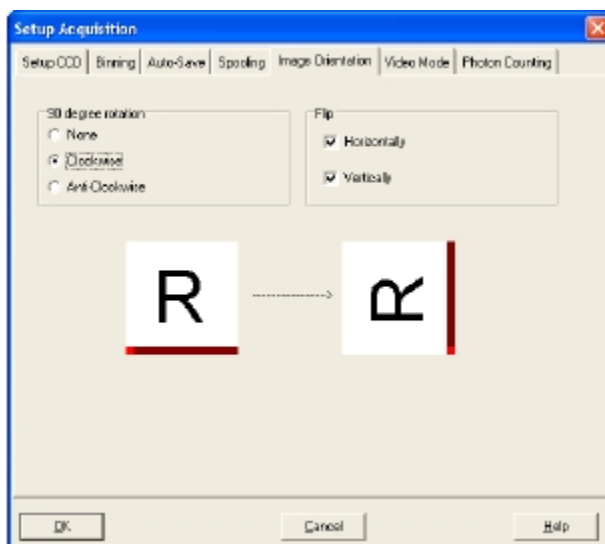 Setup Acquisition
Setup CCD Binning Auto-Save Spooling Image Orientation Video Mode Photon Counting
90 degree rotation
None
Clockwise
Anti-Clockwise
Flip
Horizontally
Vertically
R
R
OK Cancel Help